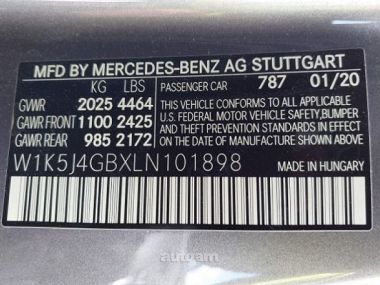 MFD BY MERCEDES-BENZ AG STUTTGART
KG LBS PASSENGER CAR 787 01/20
GVWR 2025 4464
GAWR FRONT 1100 2425
GAWR REAR 985 2172
THIS VEHICLE CONFORMS TO ALL APPLICABLE
U.S. FEDERAL MOTOR VEHICLE SAFETY, BUMPER
AND THEFT PREVENTION STANDARDS
IN EFFECT ON THE DATE OF
MANUFACTURE SHOWN ABOVE
W1K5J4GBXLN101898 MADE IN HUNGARY
autoam